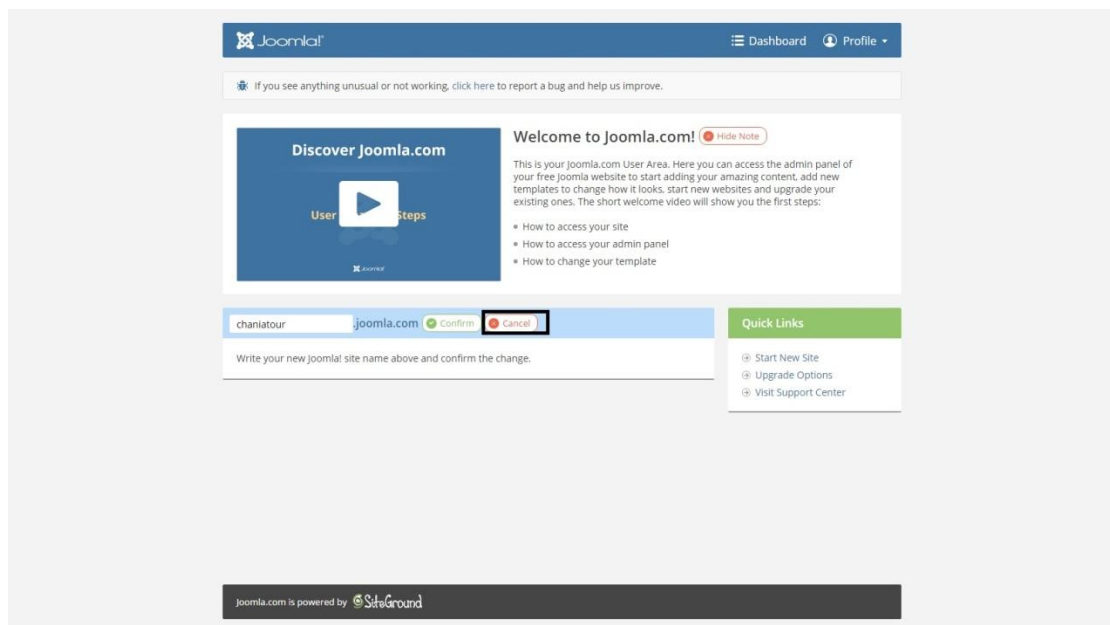 Joomla!
Dashboard
Profile
If you see anything unusual or not working, click here to report a bug and help us improve.
Discover Joomla.com
User
Steps
Joomla!
Welcome to Joomla.com!
Hide Note
This is your Joomla.com User Area. Here you can access the admin panel of
your free Joomla website to start adding your amazing content, add new
templates to change how it looks, start new websites and upgrade your
existing ones. The short welcome video will show you the first steps:
How to access your site
How to access your admin panel
How to change your template
chaniatour .joomla.com Confirm Cancel
Write your new Joomla! site name above and confirm the change.
Quick Links
Start New Site
Upgrade Options
Visit Support Center
Joomla.com is powered by SiteGround